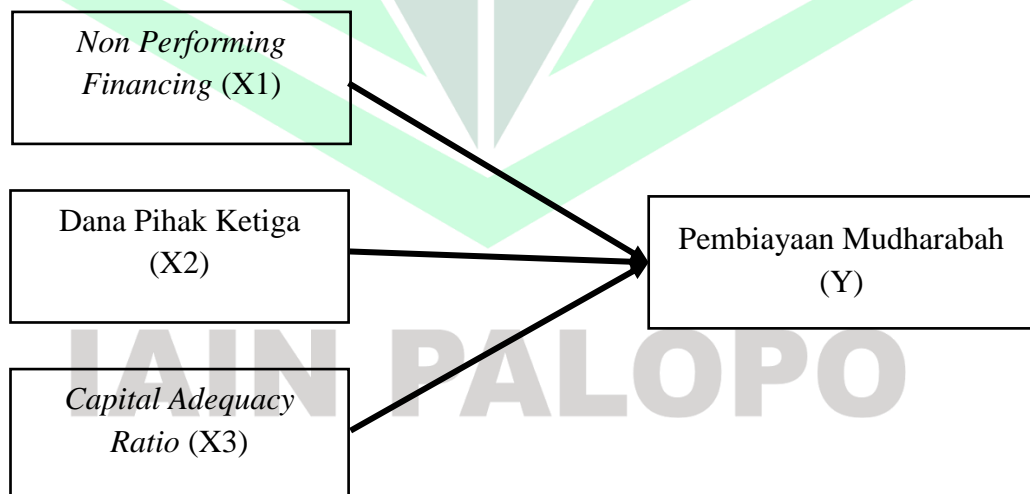 Non Performing
Financing (X1)
Dana Pihak Ketiga
(X2)
Pembiayaan Mudharabah
(Y)
Capital Adequacy
Ratio (X3)
IAIN PALOPO